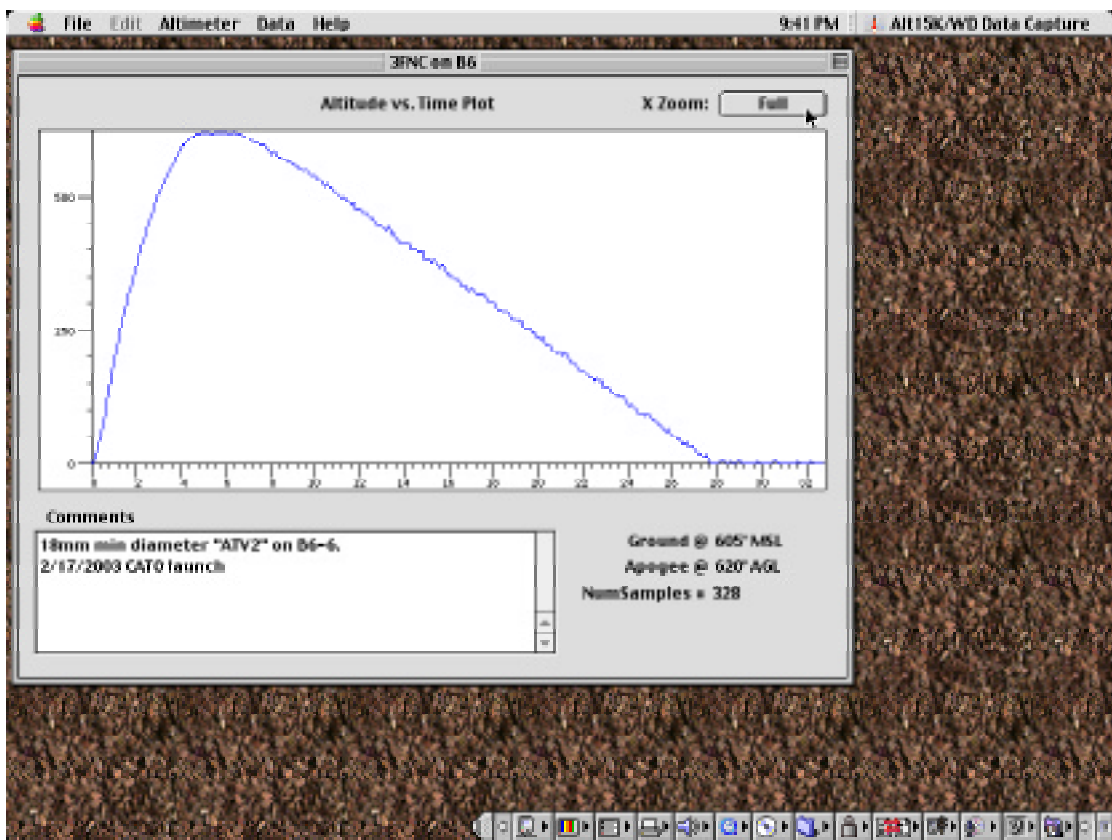 File Edit Altimeter Data Help 9:41 PM Alt15K/WD Data Capture
3FNC on B6
Altitude vs. Time Plot X Zoom: Full
500
250
0
0 2 4 6 8 10 12 14 16 18 20 22 24 26 28 30 32
Comments
18mm min diameter "ATV2" on B6-6.
2/17/2003 CATO launch
Ground @ 605' MSL
Apogee @ 620' AGL
NumSamples = 328